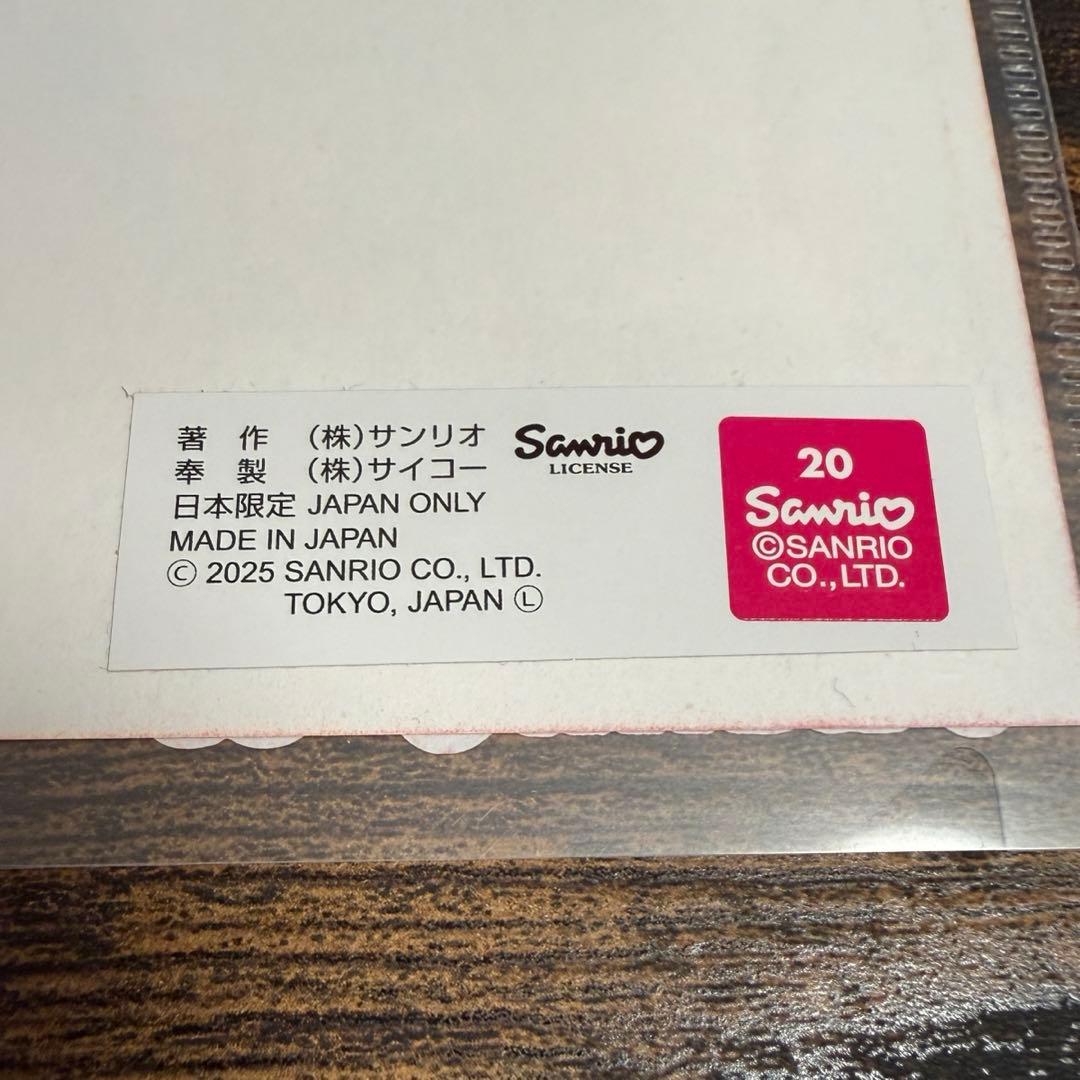 著 作 (株)サンリオ
奉 製 (株)サイコー
Sanrio
LICENSE
日本限定 JAPAN ONLY
MADE IN JAPAN
Ⓒ 2025 SANRIO CO., LTD.
TOKYO, JAPAN Ⓛ
20
Sanrio
©SANRIO
CO.,LTD.